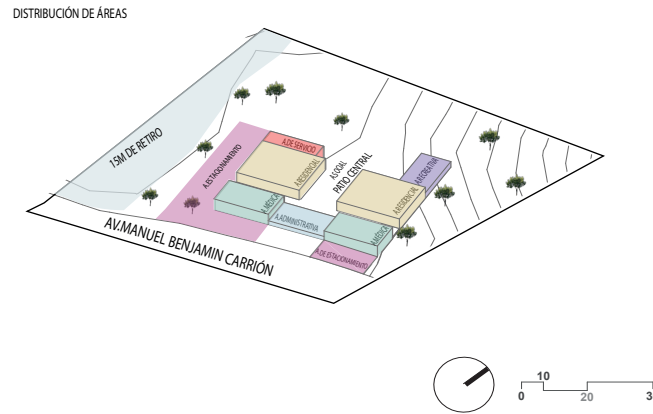 DISTRIBUCIÓN DE ÁREAS
15M DE RETIRO
A.ESTACIONAMIENTO
A.DE SERVICIO
A.RESIDENCIAL
A.SOCIAL
PATIO CENTRAL
A.RECREATIVA
A.RESIDENCIAL
A.MÉDICA
A.ADMINISTRATIVA
A.MÉDICA
A.DE ESTACIONAMIENTO
AV.MANUEL BENJAMIN CARRIÓN
10
0
20
3